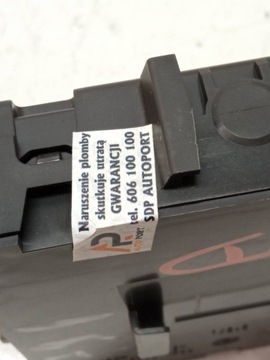 Naruszenie plomby
skutkuje utratą
GWARANCJI
tel. 606 100 100
SDP AUTOPORT